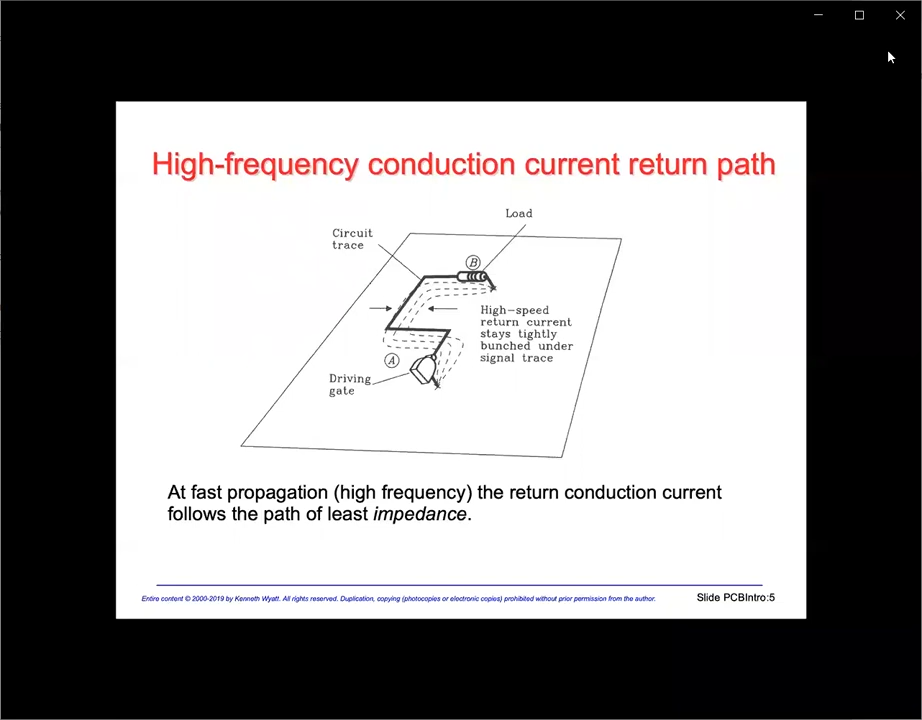 High-frequency conduction current return path
Load
Circuit
trace
B
High-speed
return current
stays tightly
bunched under
signal trace
A
Driving
gate
At fast propagation (high frequency) the return conduction current
follows the path of least impedance.
Entire content © 2000-2019 by Kenneth Wyatt. All rights reserved. Duplication, copying (photocopies or electronic copies) prohibited without prior permission from the author.
Slide PCBIntro:5